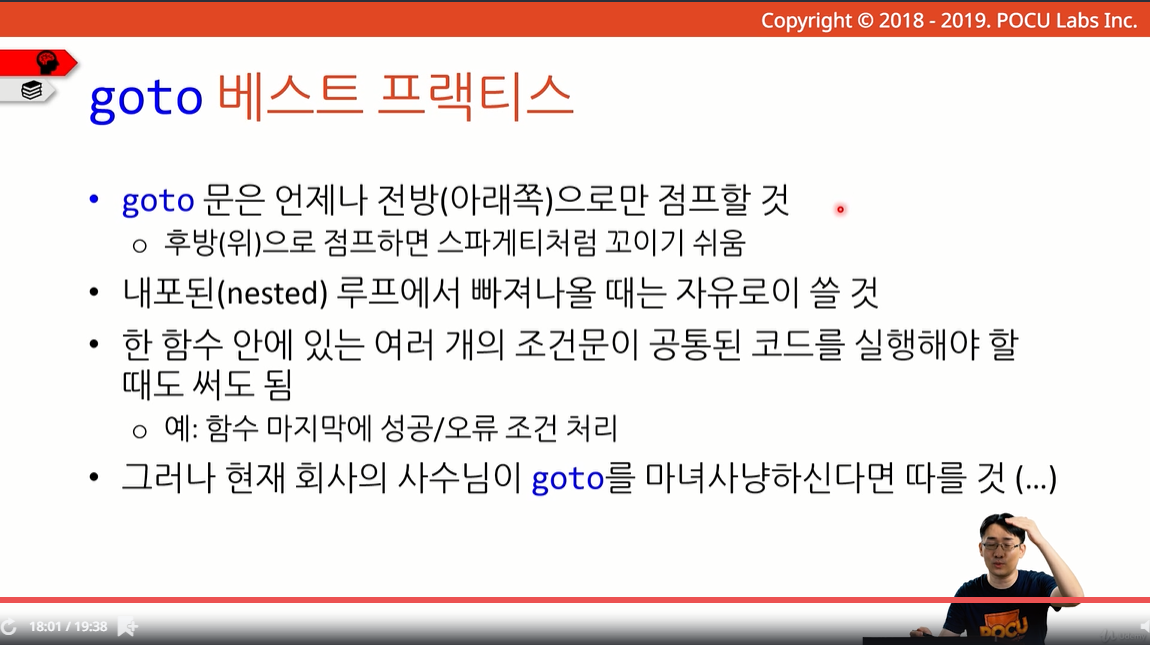 Copyright © 2018 - 2019. POCU Labs Inc.
goto 베스트 프랙티스
• goto 문은 언제나 전방(아래쪽)으로만 점프할 것
o 후방(위)으로 점프하면 스파게티처럼 꼬이기 쉬움
• 내포된(nested) 루프에서 빠져나올 때는 자유로이 쓸 것
• 한 함수 안에 있는 여러 개의 조건문이 공통된 코드를 실행해야 할
때도 써도 됨
o 예: 함수 마지막에 성공/오류 조건 처리
• 그러나 현재 회사의 사수님이 goto를 마녀사냥하신다면 따를 것 (...)
POCU
18:01 / 19:38